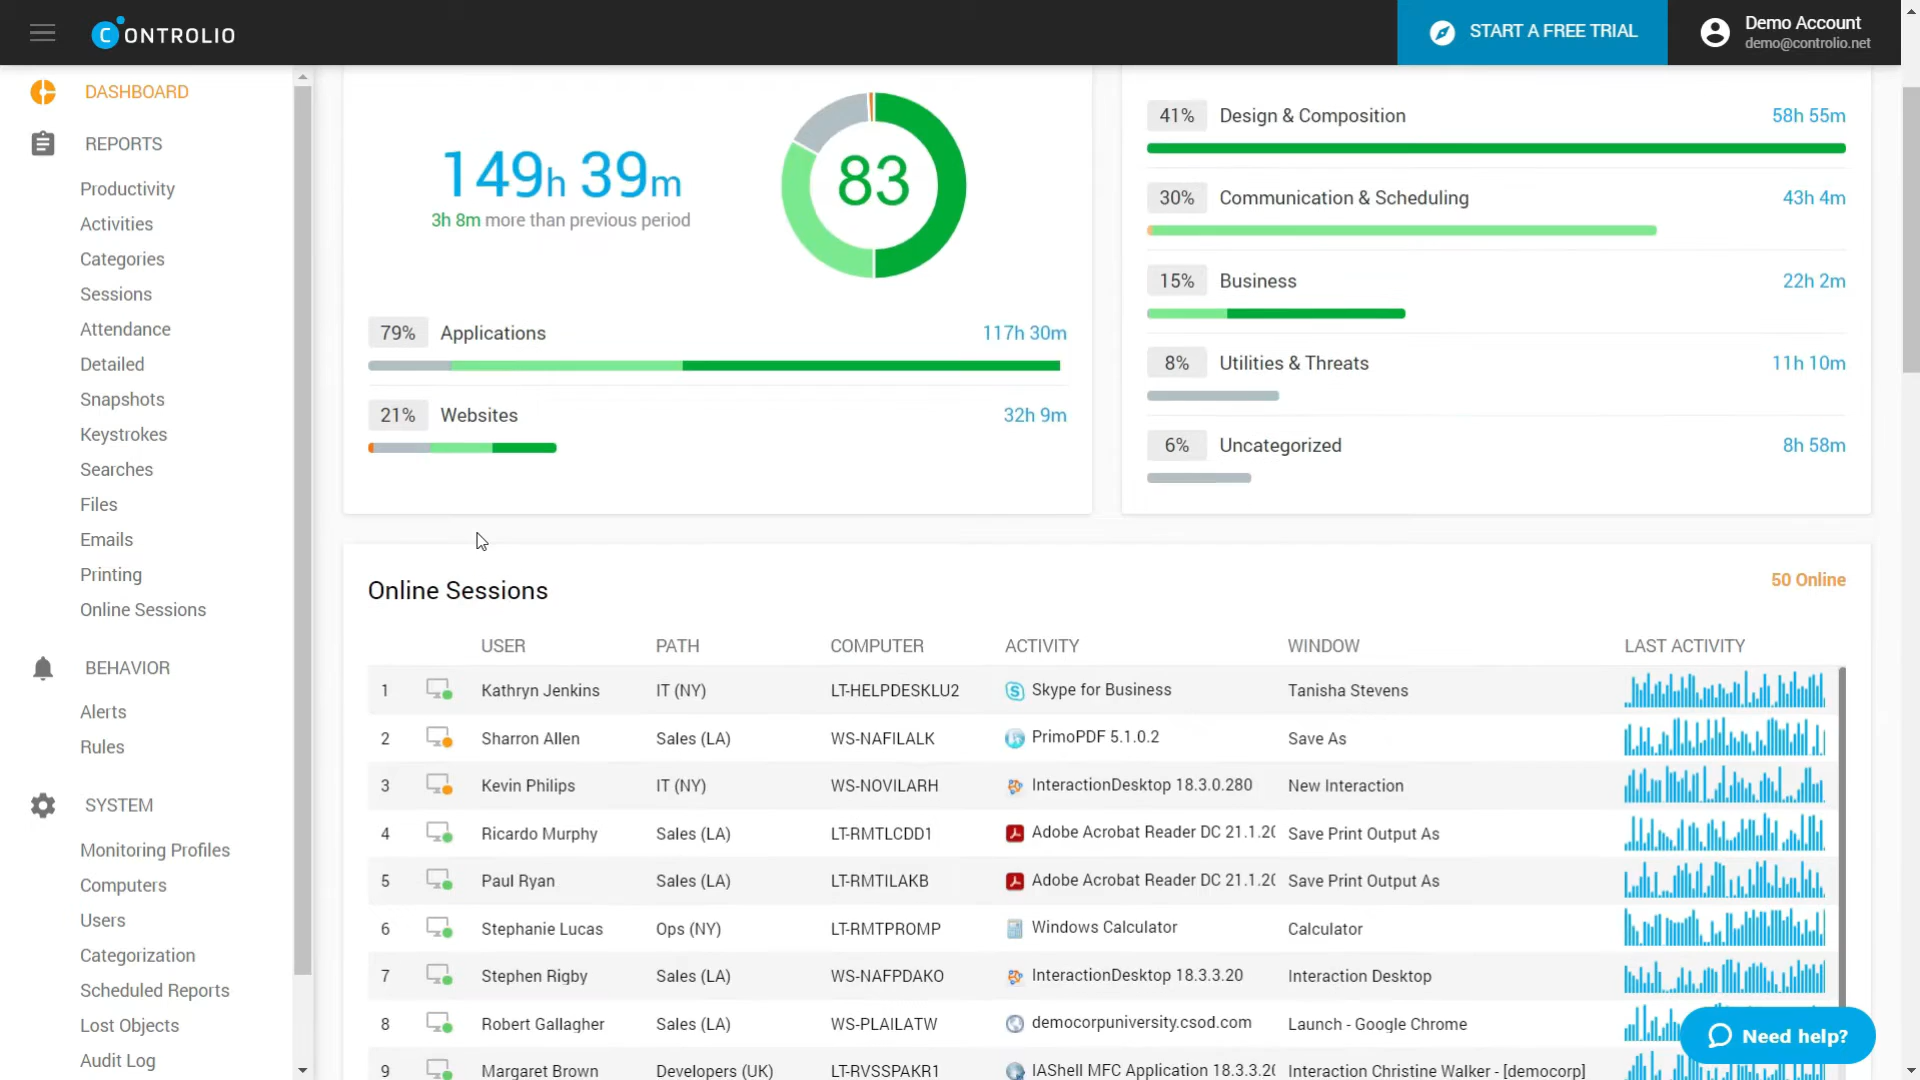 CONTROLIO
START A FREE TRIAL
Demo Account
demo@controlio.net
DASHBOARD
REPORTS
Productivity
Activities
Categories
Sessions
Attendance
Detailed
Snapshots
Keystrokes
Searches
Files
Emails
Printing
Online Sessions
BEHAVIOR
Alerts
Rules
SYSTEM
Monitoring Profiles
Computers
Users
Categorization
Scheduled Reports
Lost Objects
Audit Log
149h 39m
3h 8m more than previous period
83
79% Applications 117h 30m
21% Websites 32h 9m
41% Design & Composition 58h 55m
30% Communication & Scheduling 43h 4m
15% Business 22h 2m
8% Utilities & Threats 11h 10m
6% Uncategorized 8h 58m
Online Sessions 50 Online
USER PATH COMPUTER ACTIVITY WINDOW LAST ACTIVITY
1 Kathryn Jenkins IT (NY) LT-HELPDESKLU2 Skype for Business Tanisha Stevens
2 Sharron Allen Sales (LA) WS-NAFILALK PrimoPDF 5.1.0.2 Save As
3 Kevin Philips IT (NY) WS-NOVILARH InteractionDesktop 18.3.0.280 New Interaction
4 Ricardo Murphy Sales (LA) LT-RMTLCDD1 Adobe Acrobat Reader DC 21.1.20 Save Print Output As
5 Paul Ryan Sales (LA) LT-RMTILAKB Adobe Acrobat Reader DC 21.1.20 Save Print Output As
6 Stephanie Lucas Ops (NY) LT-RMTPROMP Windows Calculator Calculator
7 Stephen Rigby Sales (LA) WS-NAFPDAKO InteractionDesktop 18.3.3.20 Interaction Desktop
8 Robert Gallagher Sales (LA) WS-PLAILATW democorpuniversity.csod.com Launch - Google Chrome
9 Margaret Brown Developers (UK) LT-RVSSPAKR1 IAShell MFC Application 18.3.3.20 Interaction Christine Walker - [democorp]
Need help?